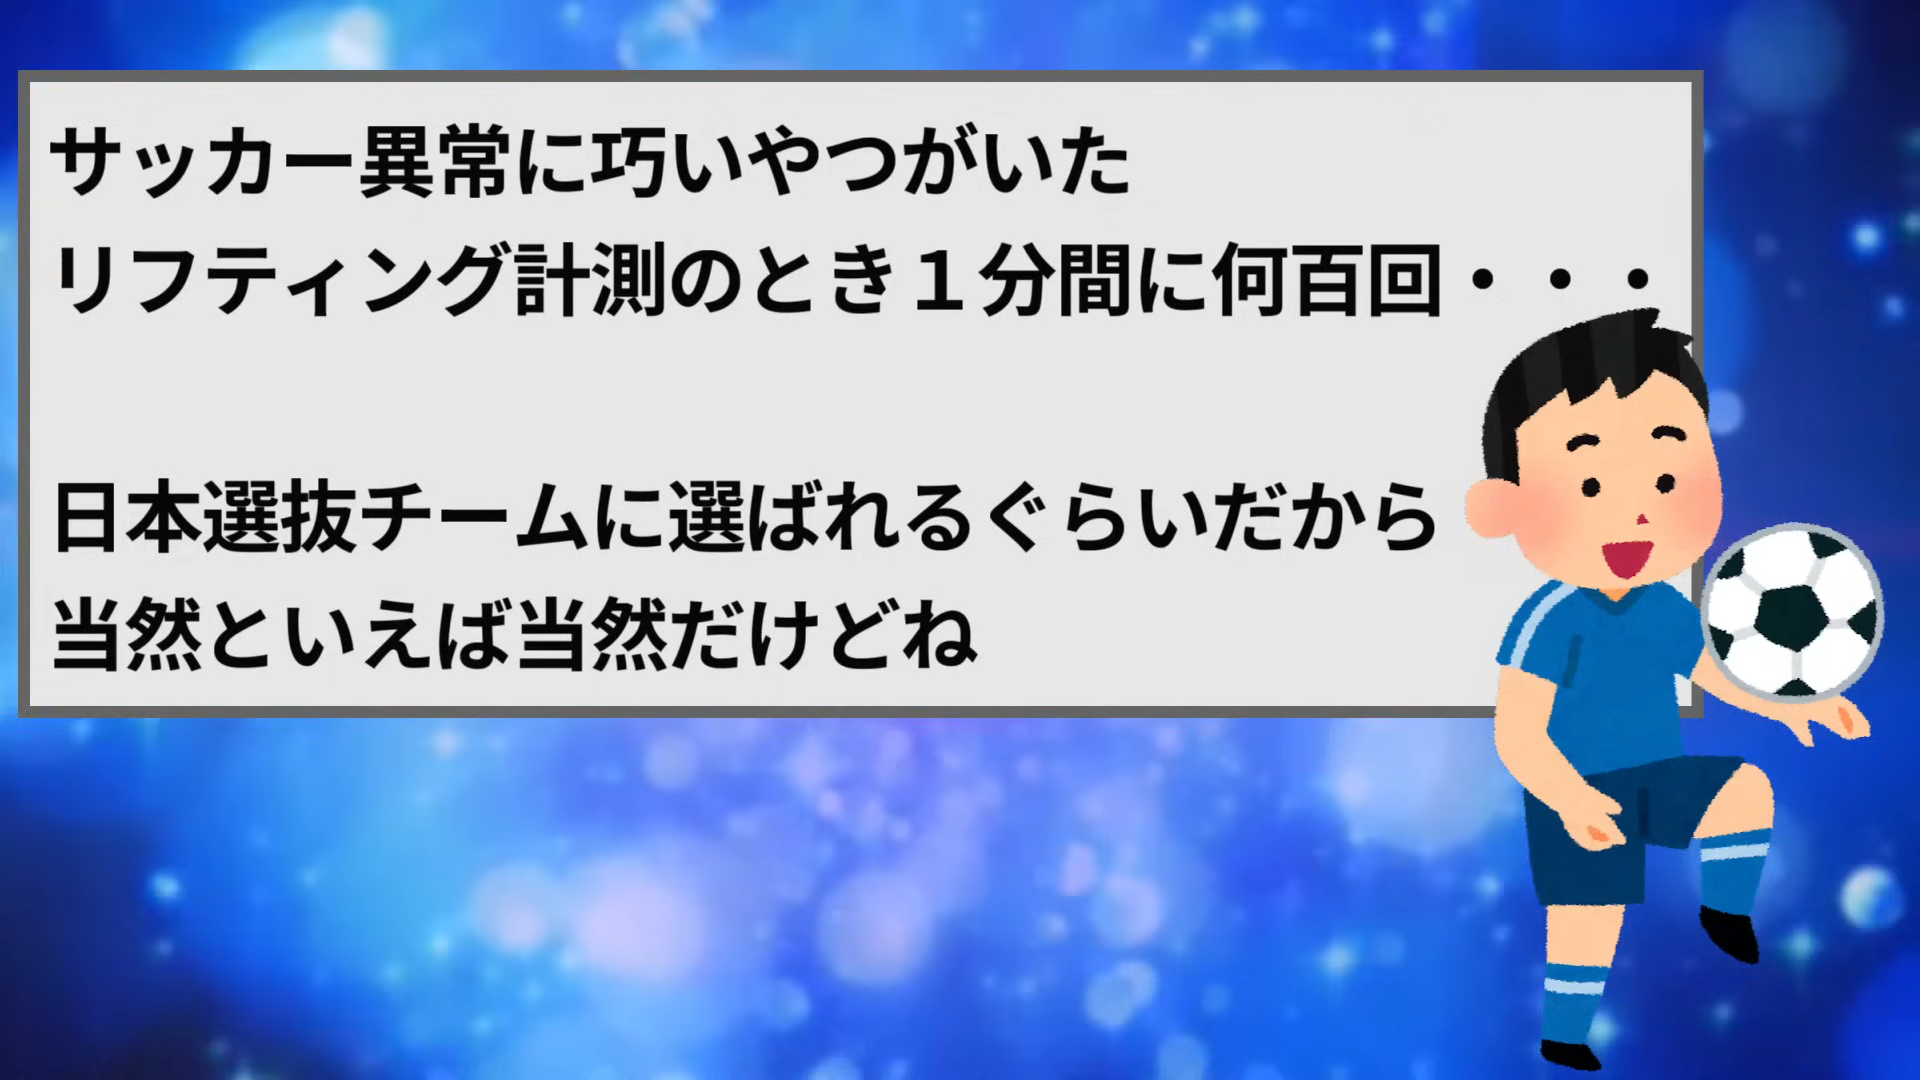 サッカー異常に巧いやつがいた
リフティング計測のとき１分間に何百回・・・
日本選抜チームに選ばれるぐらいだから
当然といえば当然だけどね